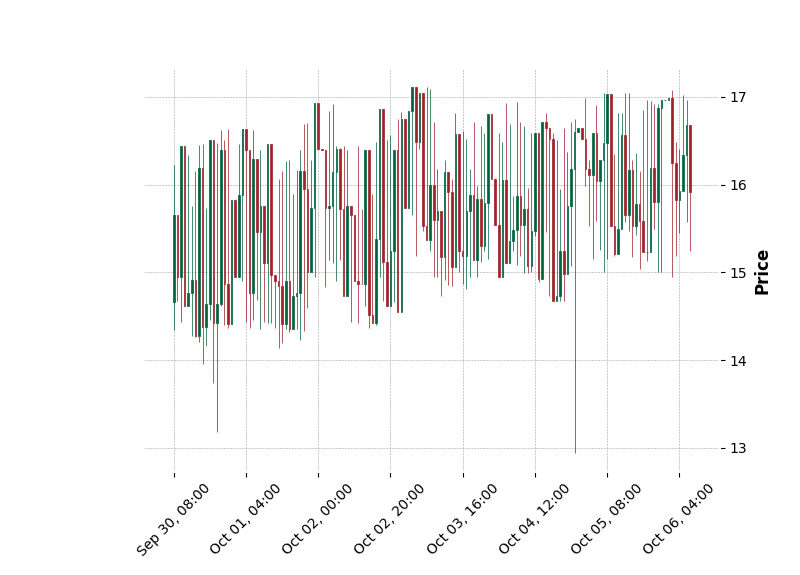 17
16
15
14
13
Price
Sep 30, 08:00
Oct 01, 04:00
Oct 02, 00:00
Oct 02, 20:00
Oct 03, 16:00
Oct 04, 12:00
Oct 05, 08:00
Oct 06, 04:00